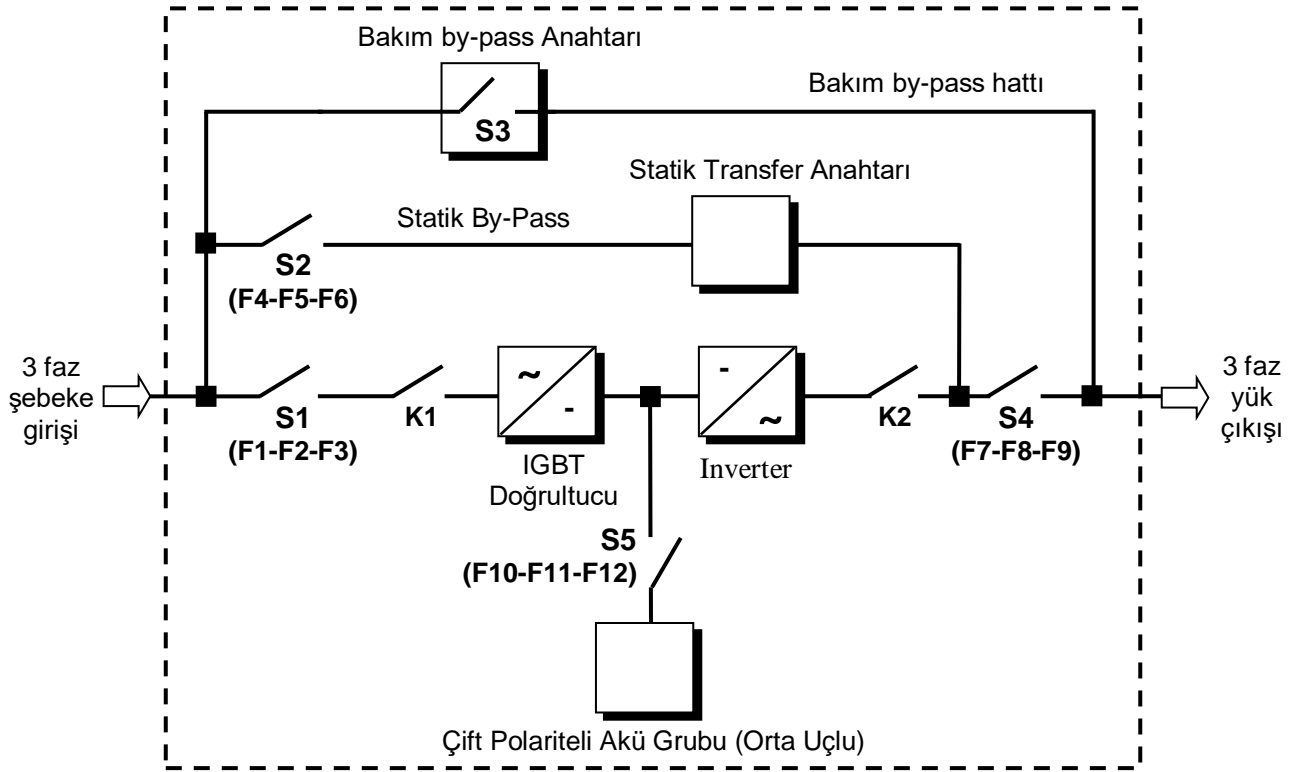 Bakım by-pass Anahtarı
Bakım by-pass hattı
S3
Statik Transfer Anahtarı
Statik By-Pass
S2
(F4-F5-F6)
3 faz
şebeke
girişi
S1
(F1-F2-F3)
K1
~
-
IGBT
Doğrultucu
-
~
Inverter
K2
S4
(F7-F8-F9)
3 faz
yük
çıkışı
S5
(F10-F11-F12)
Çift Polariteli Akü Grubu (Orta Uçlu)